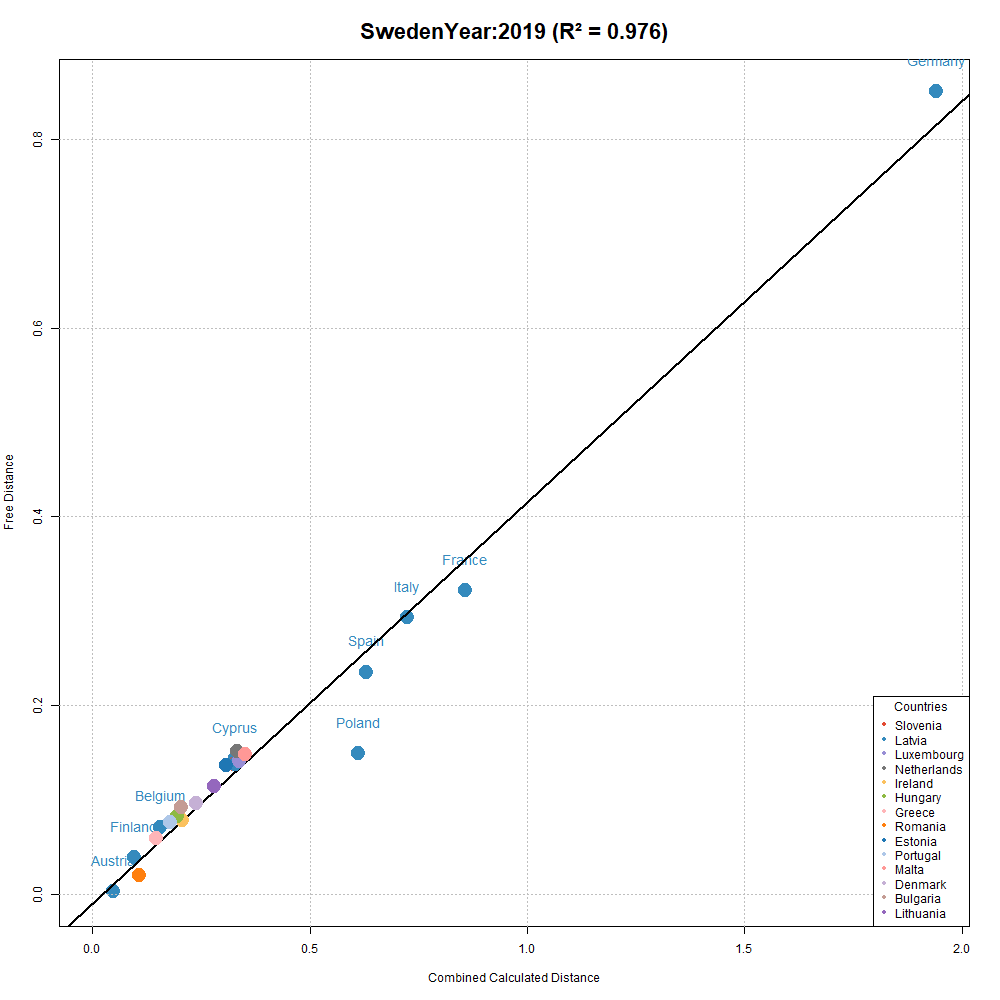 SwedenYear:2019 (R² = 0.976)
Germany
0.8
0.6
Free Distance
0.4
France
Italy
Spain
0.2
Poland
Cyprus
Belgium
Finland
Austria
0.0
Countries
Slovenia
Latvia
Luxembourg
Netherlands
Ireland
Hungary
Greece
Romania
Estonia
Portugal
Malta
Denmark
Bulgaria
Lithuania
0.0 0.5 1.0 1.5 2.0
Combined Calculated Distance